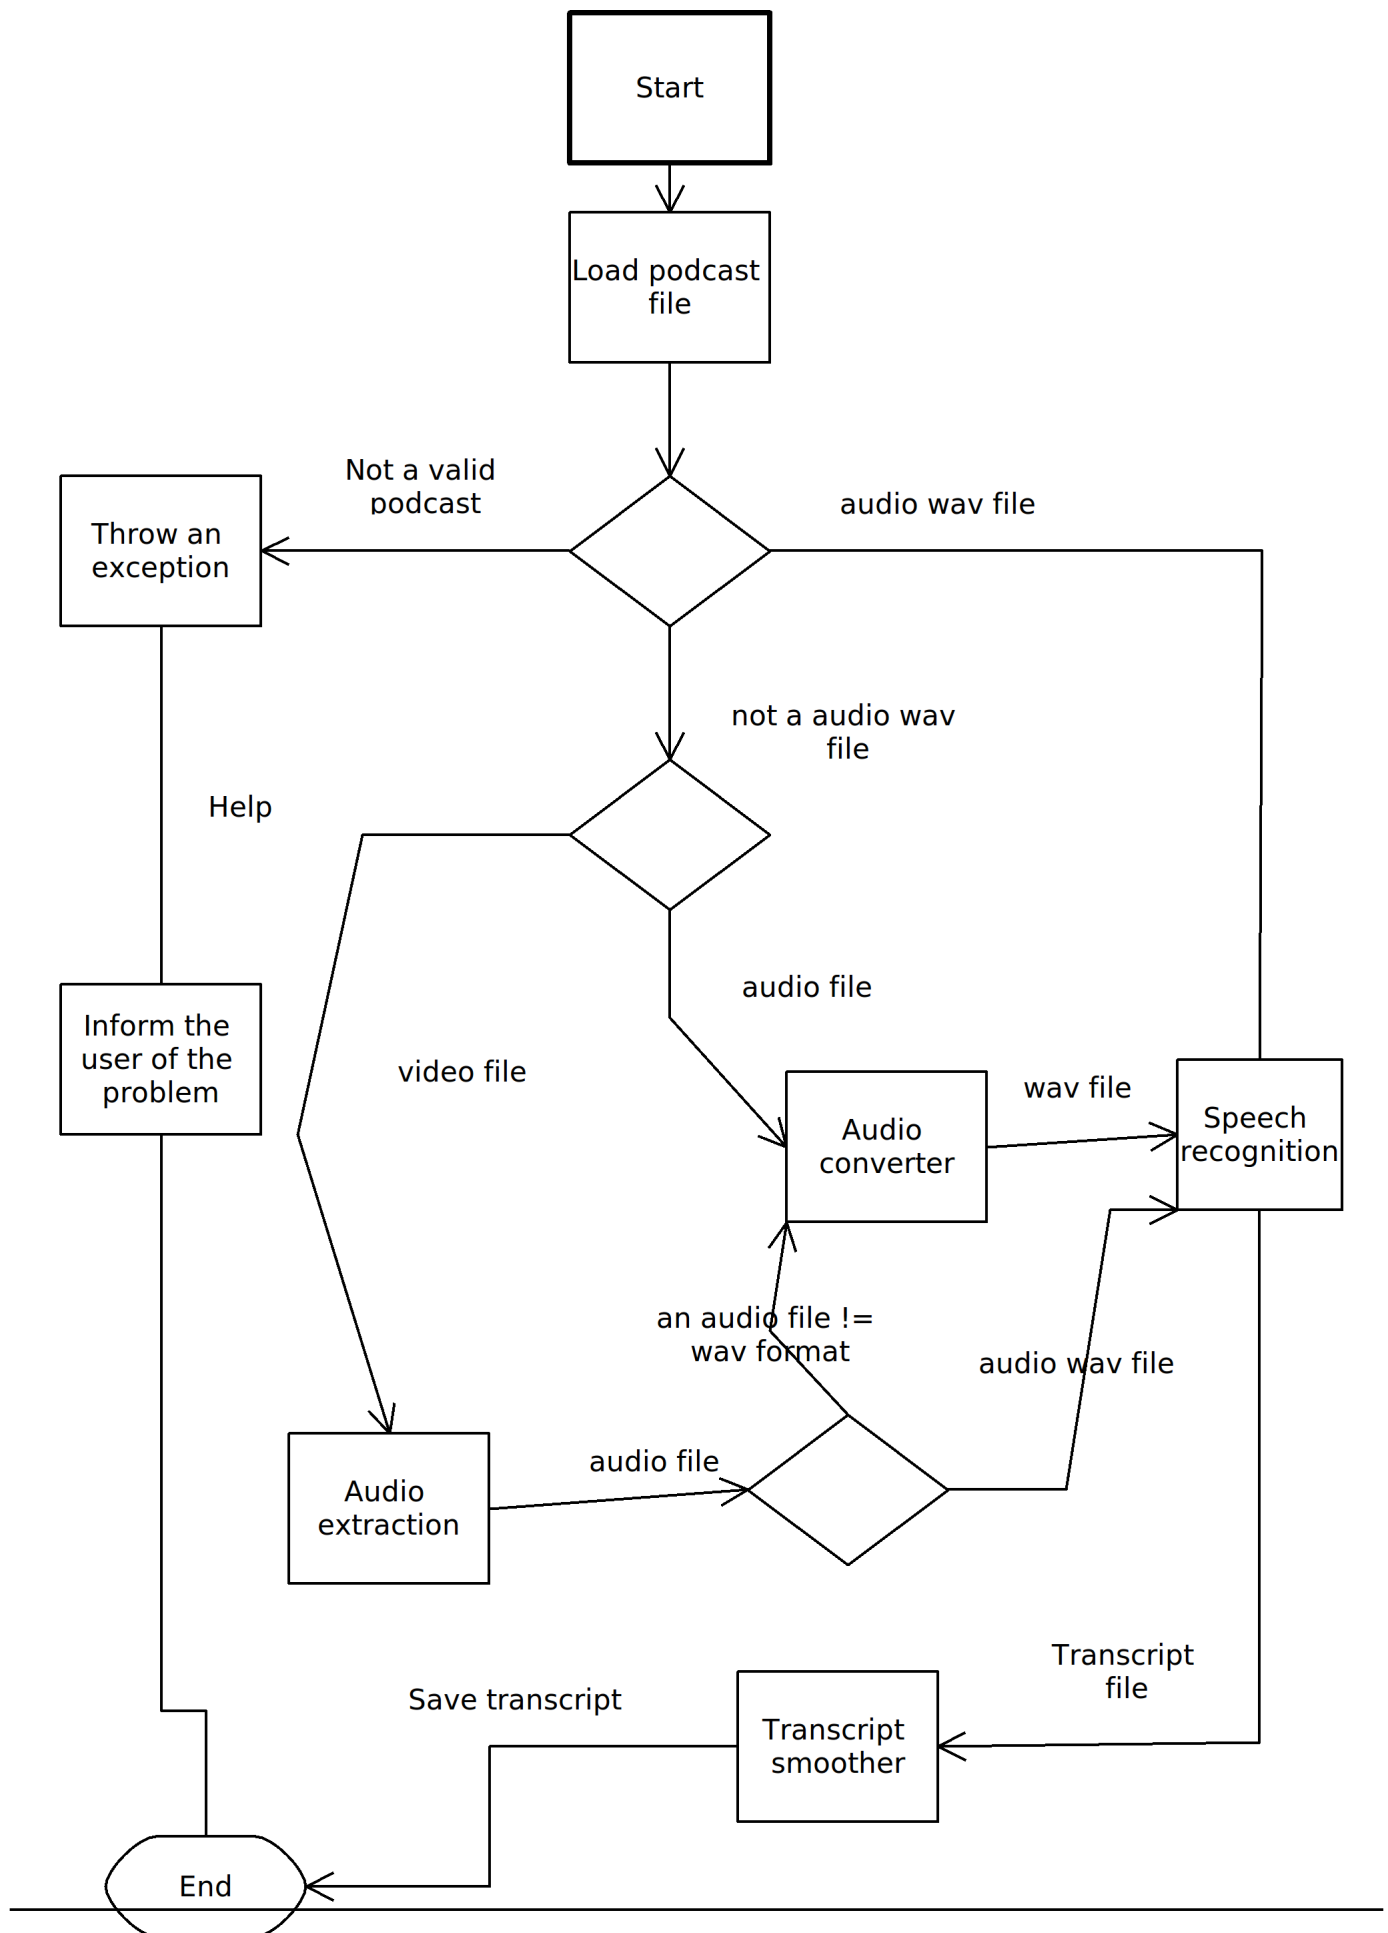 Start
Load podcast
file
Not a valid
podcast
audio wav file
Throw an
exception
not a audio wav
file
Help
audio file
Inform the
user of the
problem
video file
wav file
Audio
converter
Speech
recognition
an audio file !=
wav format
audio wav file
audio file
Audio
extraction
Transcript
file
Save transcript
Transcript
smoother
End